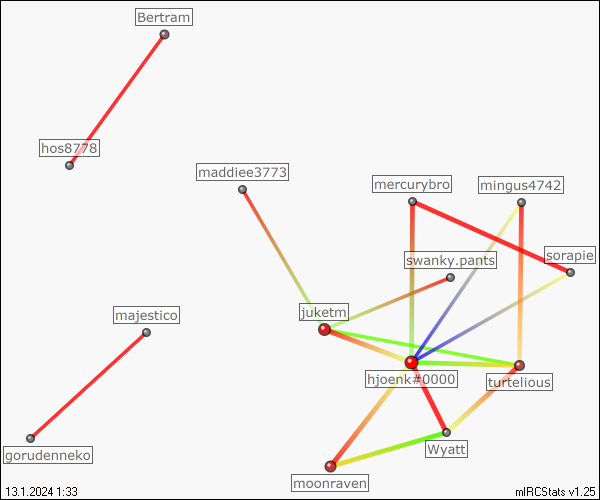 Bertram
hos8778
maddiee3773
mercurybro
mingus4742
swanky.pants
sorapie
majestico
juketm
hjoenk#0000
turtelious
Wyatt
gorudenneko
moonraven
13.1.2024 1:33
mIRCStats v1.25